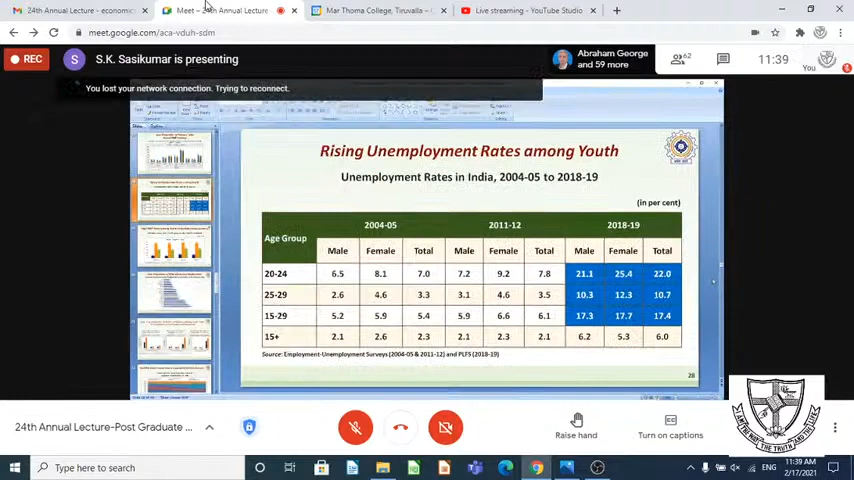 24th Annual Lecture - economic
Meet – 24th Annual Lecture
Mar Thoma College, Tiruvalla –
Live streaming - YouTube Studio
meet.google.com/aca-vduh-sdm
REC
S.K. Sasikumar is presenting
Abraham George
and 59 more
62
11:39
You
You lost your network connection. Trying to reconnect.
Rising Unemployment Rates among Youth
Unemployment Rates in India, 2004-05 to 2018-19
(in per cent)
Age Group 2004-05 2011-12 2018-19
Male Female Total Male Female Total Male Female Total
20-24 6.5 8.1 7.0 7.2 9.2 7.8 21.1 25.4 22.0
25-29 2.6 4.6 3.3 3.1 4.6 3.5 10.3 12.3 10.7
15-29 5.2 5.9 5.4 5.9 6.6 6.1 17.3 17.7 17.4
15+ 2.1 2.6 2.3 2.1 2.3 2.1 6.2 5.3 6.0
Source: Employment-Unemployment Surveys (2004-05 & 2011-12) and PLFS (2018-19)
28
24th Annual Lecture-Post Graduate ...
Raise hand
Turn on captions
Type here to search
ENG
11:39 AM
2/17/2021